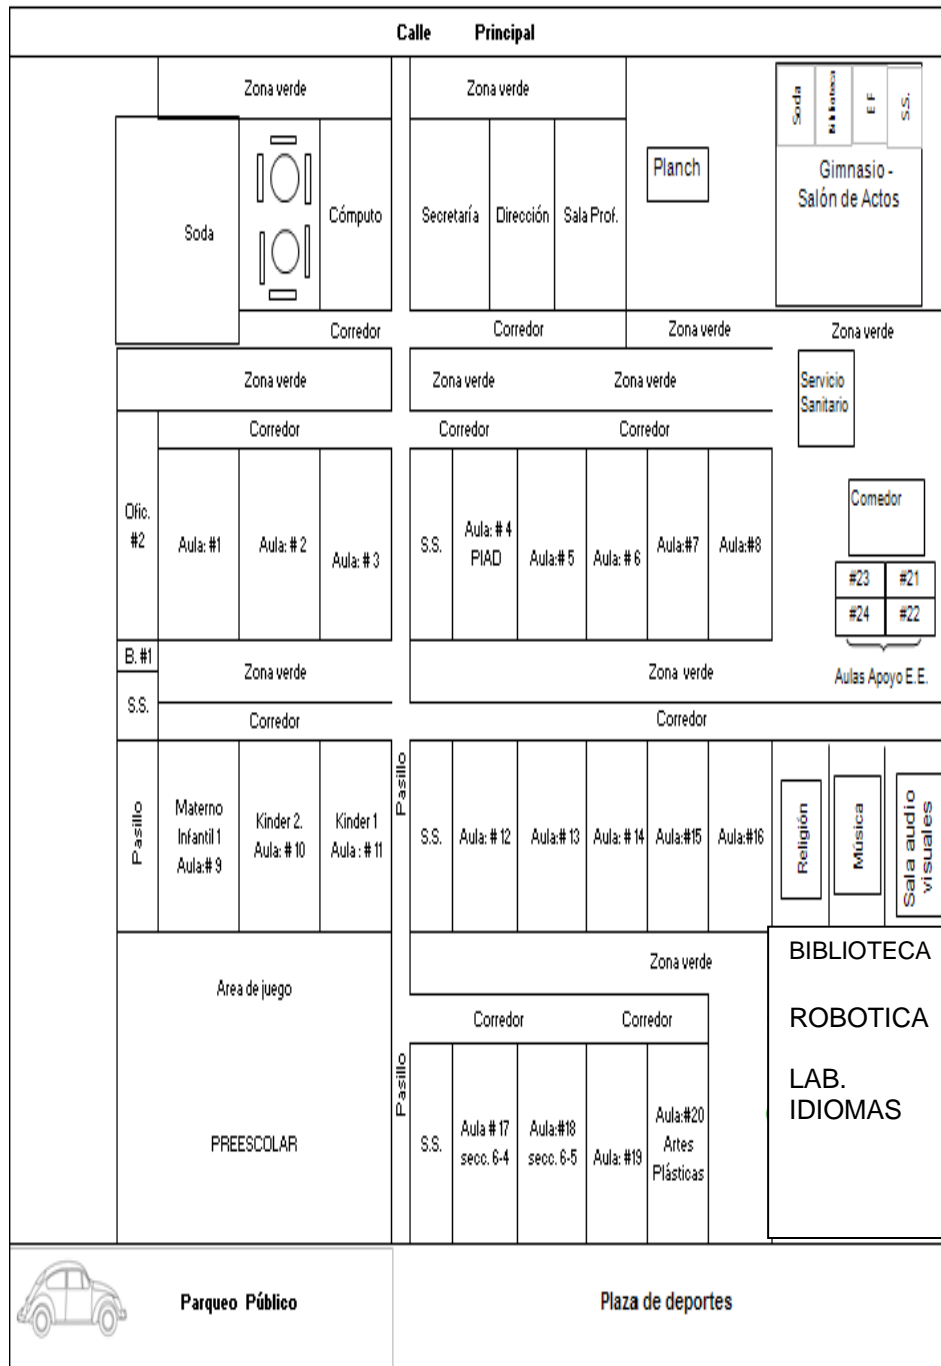 Calle Principal
Zona verde
Zona verde
Soda
Biblioteca
E F
S.S.
Planch
Gimnasio -
Salón de Actos
Soda
Cómputo
Secretaría
Dirección
Sala Prof.
Corredor
Corredor
Zona verde
Zona verde
Zona verde
Zona verde
Zona verde
Servicio
Sanitario
Corredor
Corredor
Corredor
Ofic.
#2
Aula: #1
Aula: # 2
Aula: # 3
S.S.
Aula: # 4
PIAD
Aula:# 5
Aula: # 6
Aula:#7
Aula:#8
Comedor
#23
#21
#24
#22
Aulas Apoyo E.E.
B. #1
S.S.
Zona verde
Zona verde
Corredor
Corredor
Pasillo
Materno
Infantil 1
Aula:# 9
Kinder 2.
Aula: # 10
Kinder 1
Aula : # 11
Pasillo
S.S.
Aula: # 12
Aula: # 13
Aula: # 14
Aula:#15
Aula:#16
Religión
Música
Sala audio
visuales
Area de juego
PREESCOLAR
Zona verde
Corredor
Corredor
Pasillo
S.S.
Aula # 17
secc. 6-4
Aula:#18
secc. 6-5
Aula: #19
Aula:#20
Artes
Plásticas
BIBLIOTECA
ROBOTICA
LAB.
IDIOMAS
Parqueo Público
Plaza de deportes